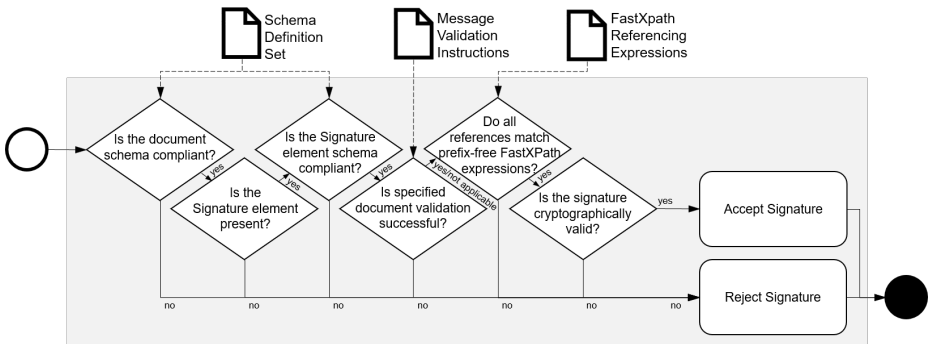 Schema
Definition
Set
Message
Validation
Instructions
FastXpath
Referencing
Expressions
Is the document
schema compliant?
yes
Is the
Signature element
present?
yes
Is the Signature
element schema
compliant?
yes
Is specified
document validation
successful?
yes/not applicable
Do all
references match
prefix-free FastXPath
expressions?
yes
Is the signature
cryptographically
valid?
yes
Accept Signature
no
no
no
no
no
no
no
Reject Signature